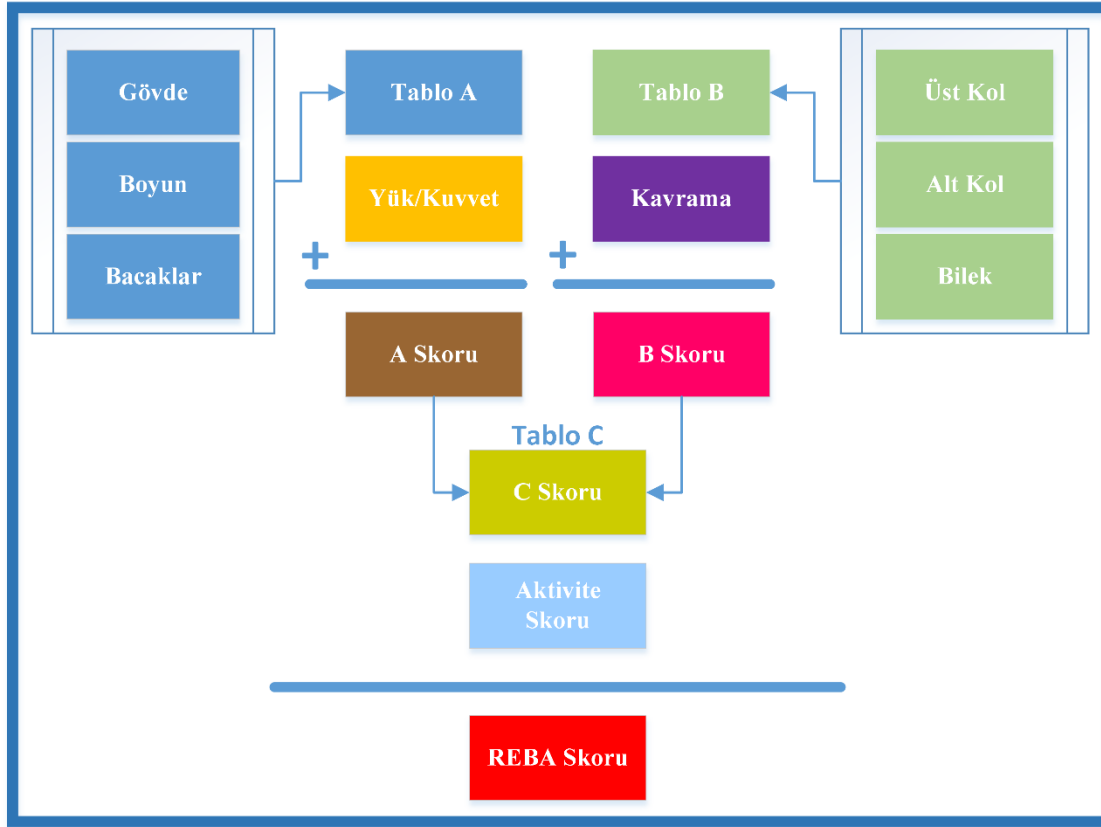 Gövde
Boyun
Bacaklar
Tablo A
Yük/Kuvvet
+
A Skoru
Tablo B
Kavrama
+
B Skoru
Üst Kol
Alt Kol
Bilek
Tablo C
C Skoru
Aktivite
Skoru
REBA Skoru